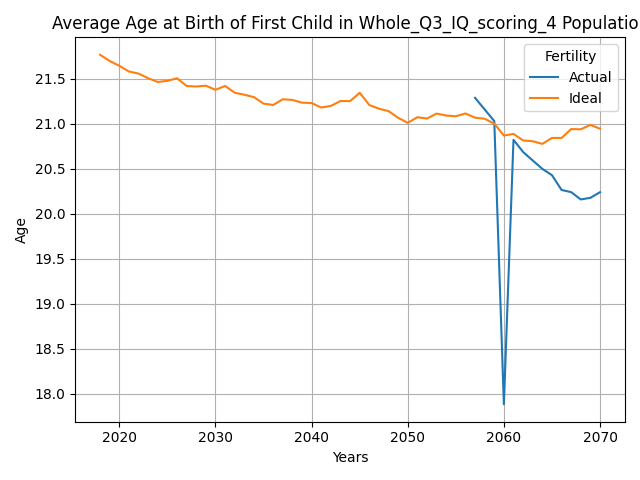 Average Age at Birth of First Child in Whole_Q3_IQ_scoring_4 Populatio
Fertility
Actual
Ideal
21.5
21.0
20.5
20.0
19.5
19.0
18.5
18.0
Age
2020 2030 2040 2050 2060 2070
Years